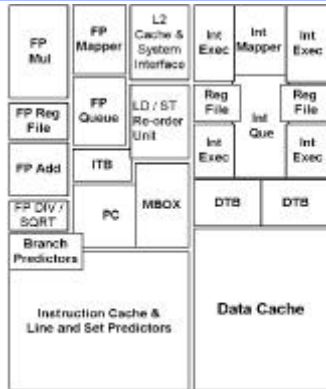 FP
Mul
FP
Mapper
L2
Cache &
System
Interface
Int
Exec
Int
Mapper
Int
Exec
FP Reg
File
FP
Queue
LD / ST
Re-order
Unit
Reg
File
Int
Que
Reg
File
Int
Exec
Int
Exec
FP Add
ITB
FP DIV /
SQRT
PC
MBOX
DTB
DTB
Branch
Predictors
Instruction Cache &
Line and Set Predictors
Data Cache